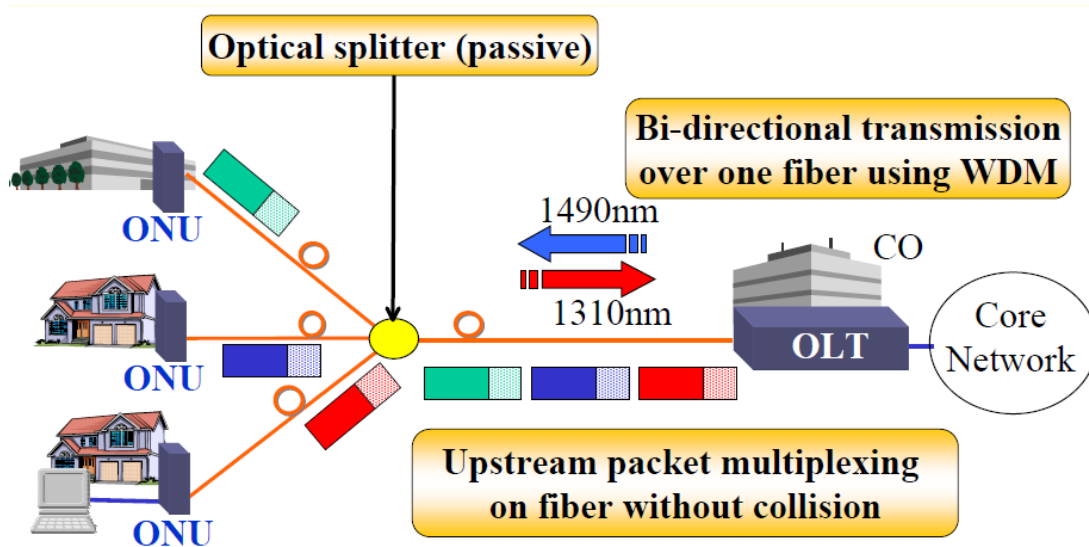 Optical splitter (passive)
Bi-directional transmission
over one fiber using WDM
1490nm
1310nm
CO
OLT
Core
Network
ONU
ONU
ONU
Upstream packet multiplexing
on fiber without collision